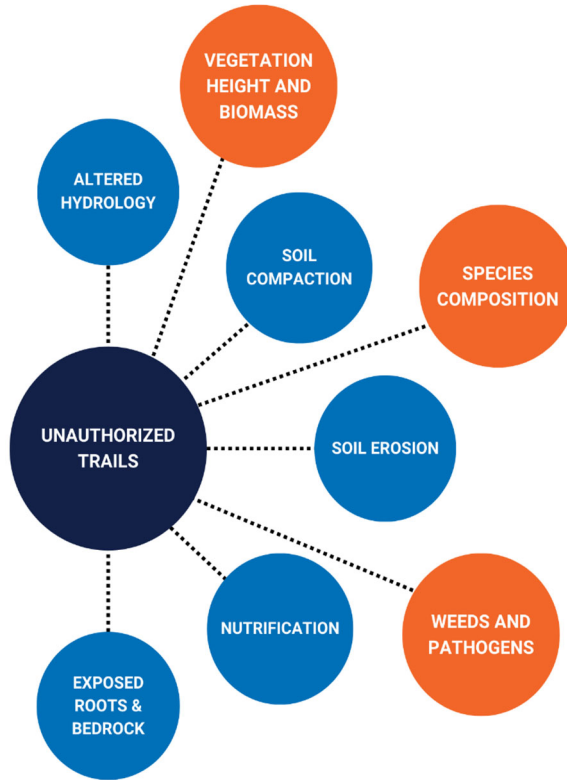 VEGETATION
HEIGHT AND
BIOMASS
ALTERED
HYDROLOGY
SOIL
COMPACTION
SPECIES
COMPOSITION
UNAUTHORIZED
TRAILS
SOIL EROSION
NUTRIFICATION
WEEDS AND
PATHOGENS
EXPOSED
ROOTS &
BEDROCK